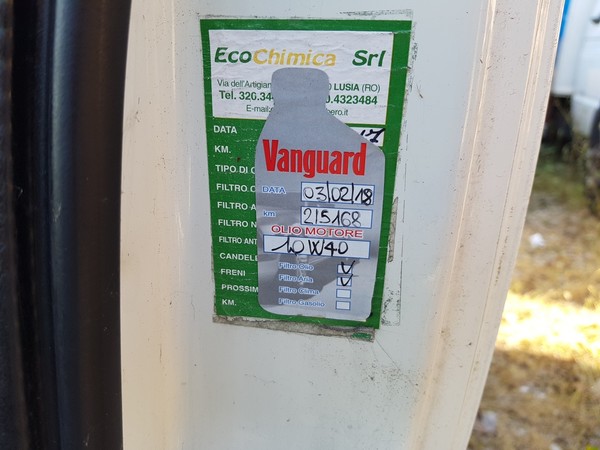 EcoChimica Srl
Via dell'Artigian LUSIA (RO)
Tel. 320.34 .4323484
E-mail:
DATA
KM.
TIPO DI
FILTRO
FILTRO A
FILTRO
FILTRO ANT
CANDELE
FRENI
PROSSIM
KM.
Vanguard
DATA 03/02/18
km 215168
OLIO MOTORE
10W40
Filtro Olio V
Filtro Aria V
Filtro Clima
Filtro Gasolio